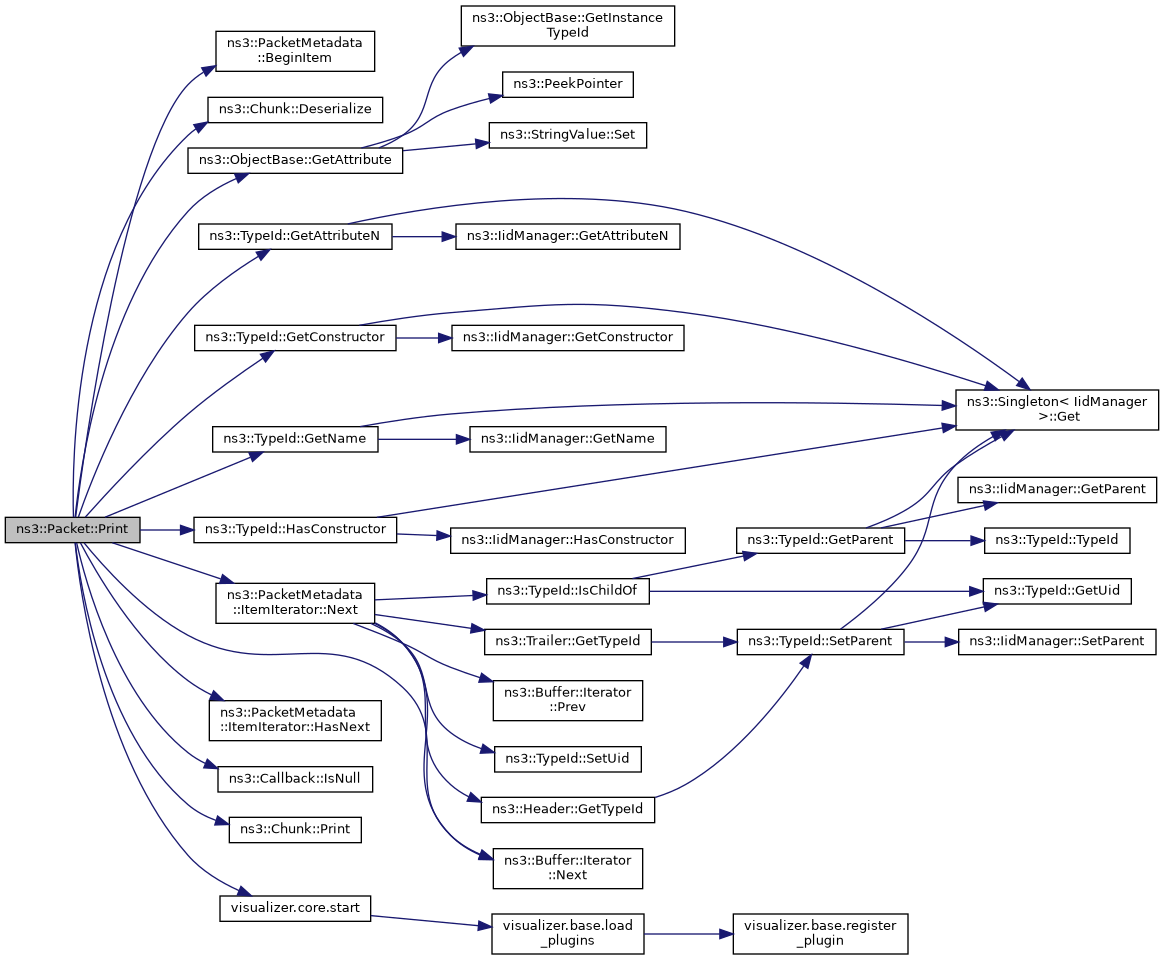 ns3::Packet::Print
ns3::PacketMetadata
::BeginItem
ns3::Chunk::Deserialize
ns3::ObjectBase::GetAttribute
ns3::TypeId::GetAttributeN
ns3::TypeId::GetConstructor
ns3::TypeId::GetName
ns3::TypeId::HasConstructor
ns3::PacketMetadata
::ItemIterator::Next
ns3::PacketMetadata
::ItemIterator::HasNext
ns3::Callback::IsNull
ns3::Chunk::Print
visualizer.core.start
ns3::ObjectBase::GetInstance
TypeId
ns3::PeekPointer
ns3::StringValue::Set
ns3::IidManager::GetAttributeN
ns3::IidManager::GetConstructor
ns3::IidManager::GetName
ns3::IidManager::HasConstructor
ns3::TypeId::IsChildOf
ns3::Trailer::GetTypeId
ns3::Buffer::Iterator
::Prev
ns3::TypeId::SetUid
ns3::Header::GetTypeId
ns3::Buffer::Iterator
::Next
visualizer.base.load
_plugins
ns3::TypeId::GetParent
ns3::TypeId::SetParent
visualizer.base.register
_plugin
ns3::Singleton< IidManager
>::Get
ns3::IidManager::GetParent
ns3::TypeId::TypeId
ns3::TypeId::GetUid
ns3::IidManager::SetParent